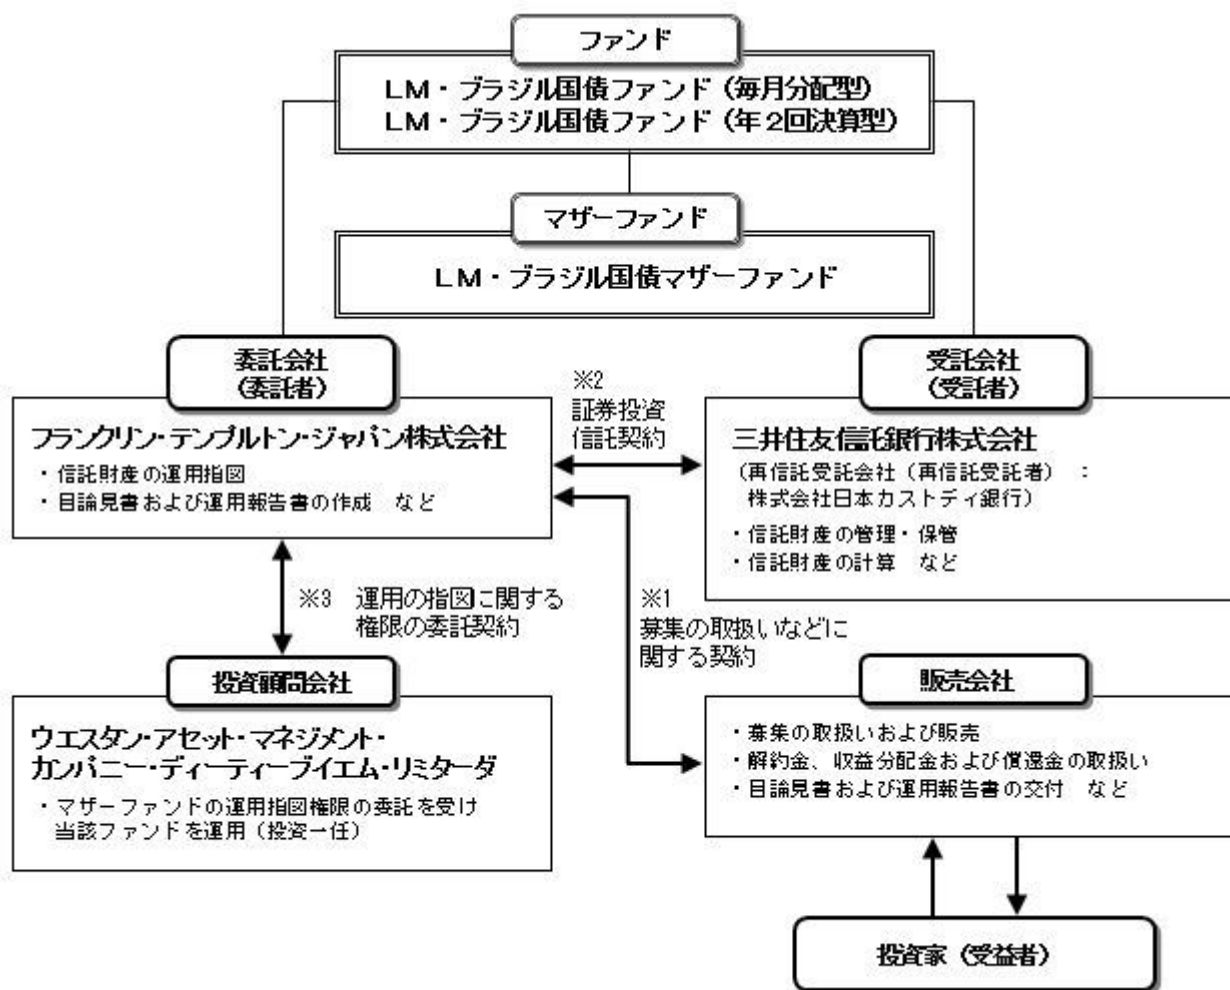 ファンド
LM・ブラジル国債ファンド（毎月分配型）
LM・ブラジル国債ファンド（年2回決算型）
マザーファンド
LM・ブラジル国債マザーファンド
委託会社
（委託者）
フランクリン・テンプルトン・ジャパン株式会社
・信託財産の運用指図
・目論見書および運用報告書の作成　など
※2
証券投資
信託契約
受託会社
（受託者）
三井住友信託銀行株式会社
（再信託受託会社（再信託受託者）　：
株式会社日本カストディ銀行）
・信託財産の管理・保管
・信託財産の計算　など
※3　運用の指図に関する
権限の委託契約
※1
募集の取扱いなどに
関する契約
投資顧問会社
ウエスタン・アセット・マネジメント・
カンパニー・ディーティーブイエム・リミターダ
・マザーファンドの運用指図権限の委託を受け
当該ファンドを運用（投資一任）
販売会社
・募集の取扱いおよび販売
・解約金、収益分配金および償還金の取扱い
・目論見書および運用報告書の交付　など
投資家（受益者）